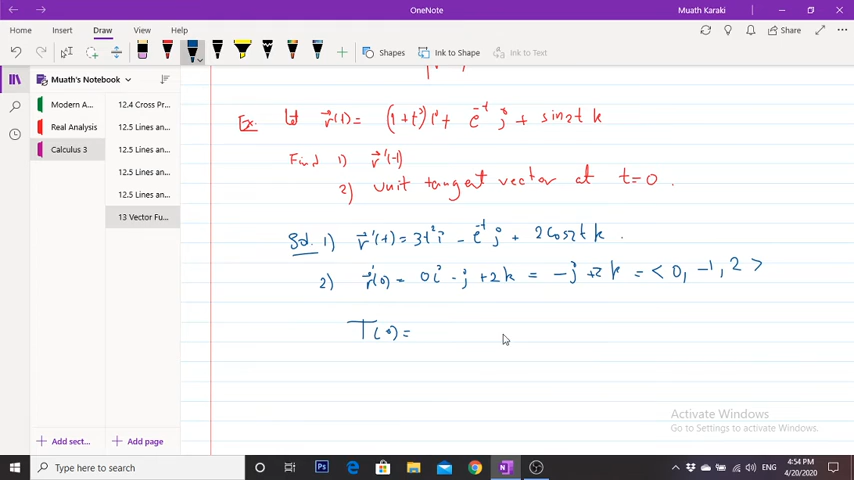 OneNote
Muath Karaki
Home Insert Draw View Help
Share
Shapes Ink to Shape Ink to Text
Muath's Notebook
Modern A... 12.4 Cross Pr...
Real Analysis 12.5 Lines an...
Calculus 3 12.5 Lines an...
12.5 Lines an...
12.5 Lines an...
13 Vector Fu...
Ex. let r⃗(t) = (1+t³)i + e⁻ᵗ j + sin2t k
Find 1) r⃗'(t)
2) unit tangent vector at t=0.
Sol. 1) r⃗'(t) = 3t² i - e⁻ᵗ j + 2cos2t k.
2) r⃗'(0) = 0i - j + 2k = -j + 2k = <0, -1, 2>
T(0) =
Activate Windows
Go to Settings to activate Windows.
Add sect... Add page
Type here to search
ENG
4:54 PM
4/20/2020